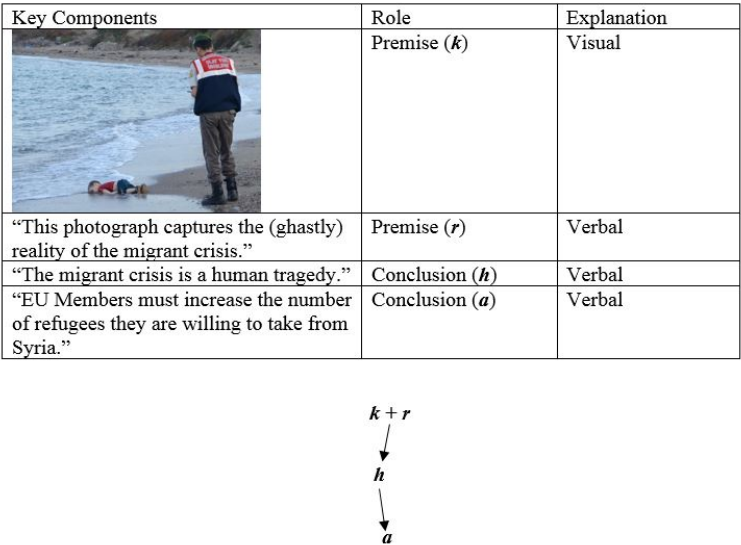 Key Components Role Explanation
Premise (k) Visual
“This photograph captures the (ghastly) Premise (r) Verbal
reality of the migrant crisis.”
“The migrant crisis is a human tragedy.” Conclusion (h) Verbal
“EU Members must increase the number Conclusion (a) Verbal
of refugees they are willing to take from
Syria.”
k + r
h
a